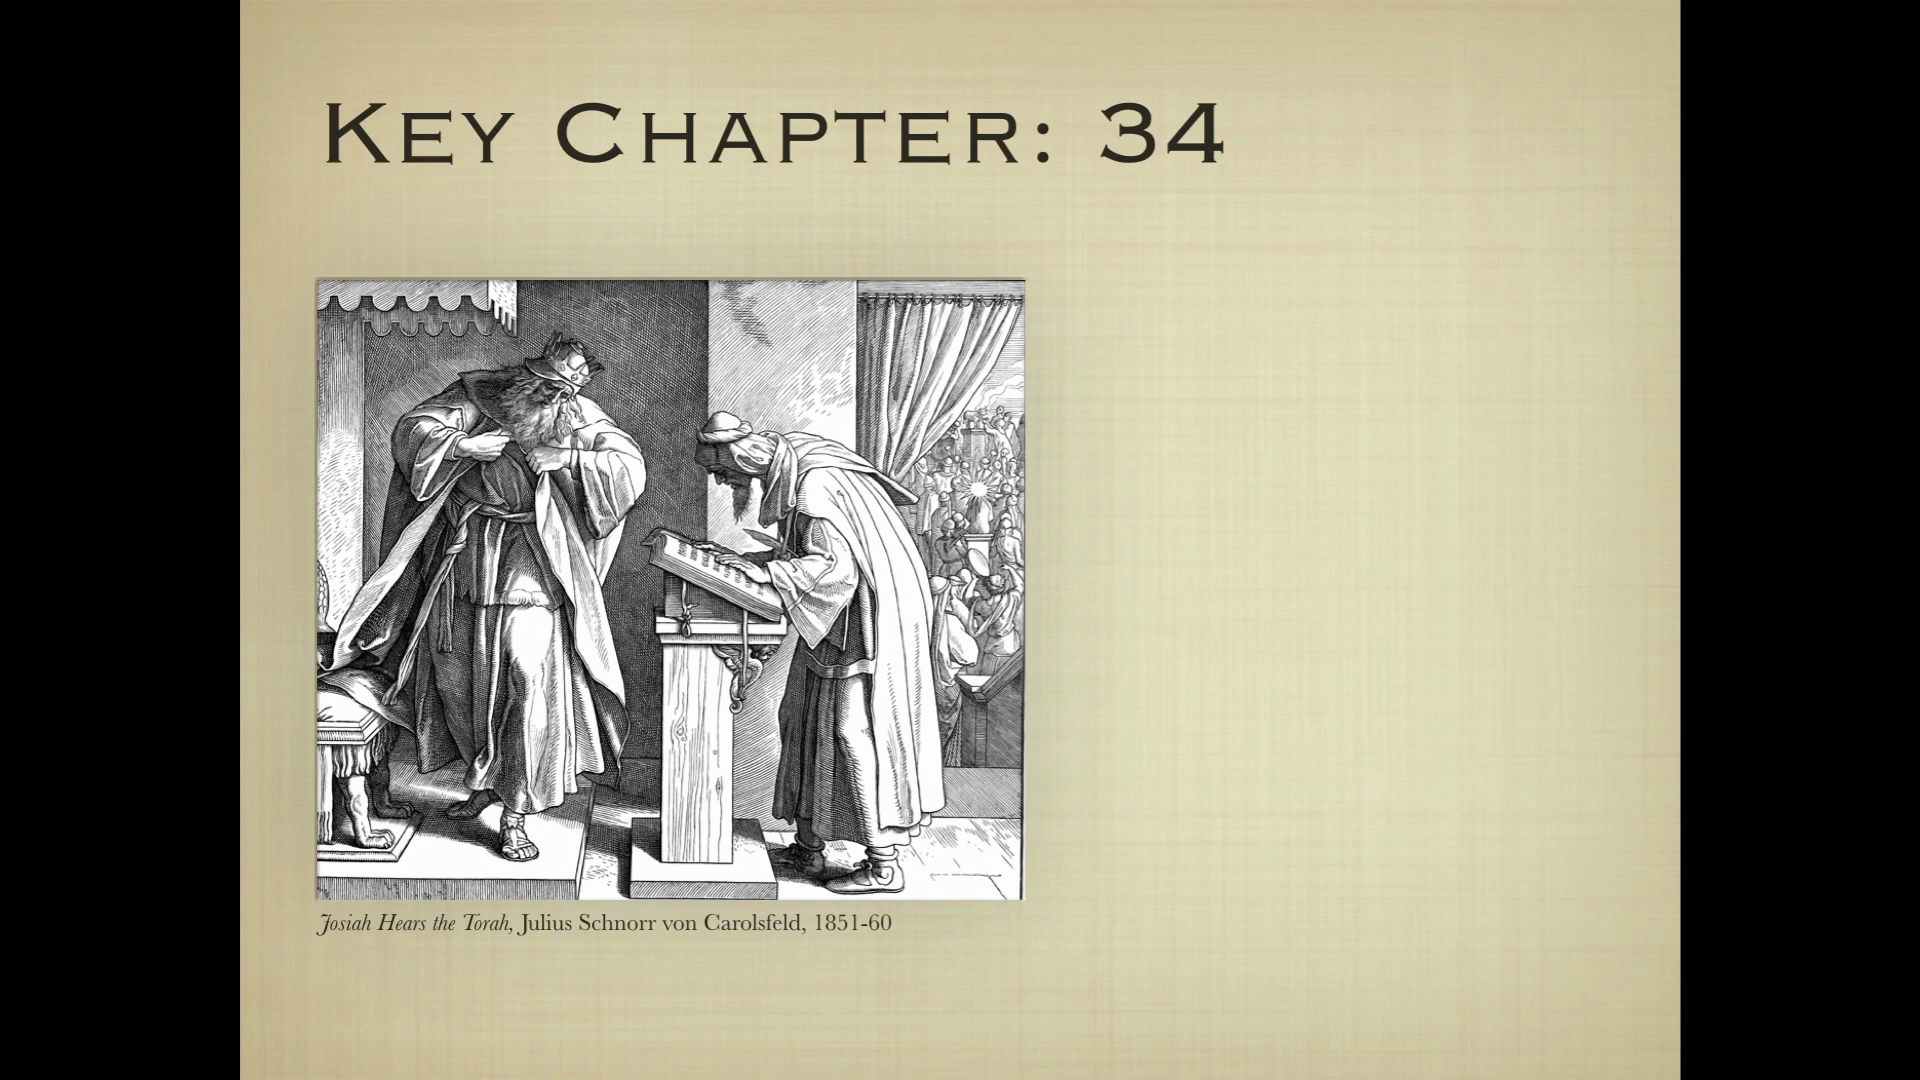 Key Chapter: 34
Josiah Hears the Torah, Julius Schnorr von Carolsfeld, 1851-60